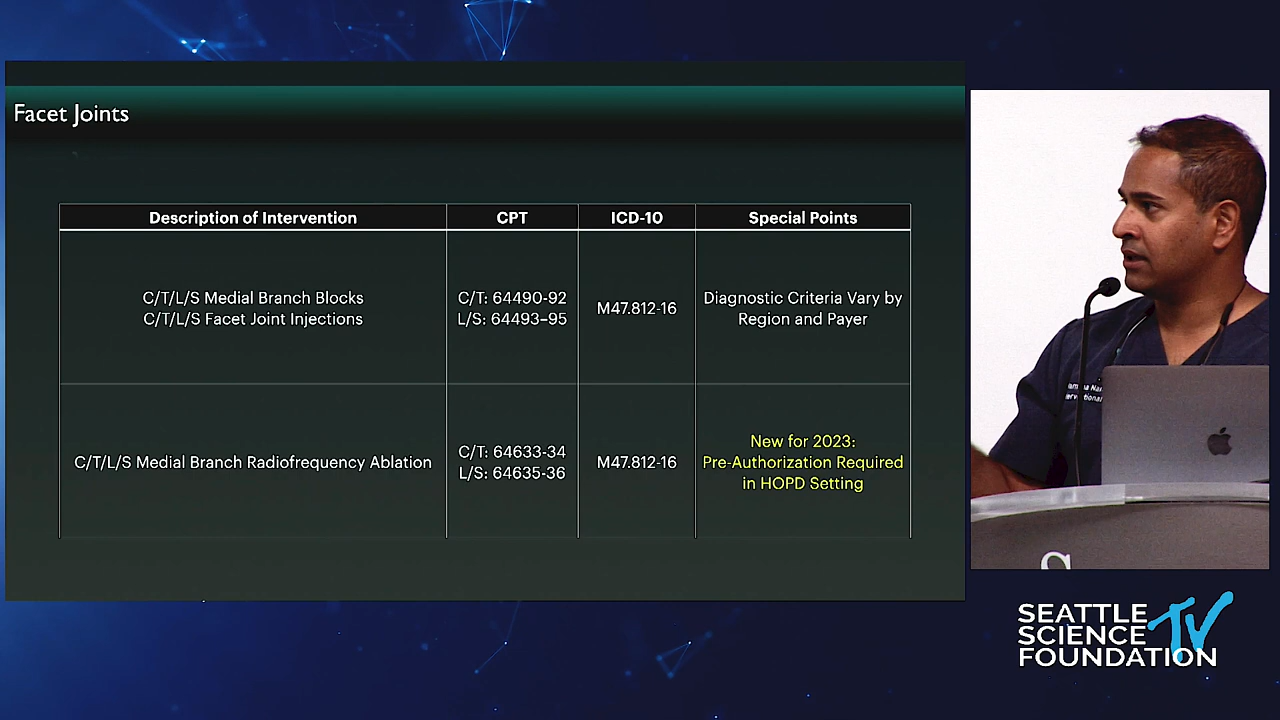 Facet Joints
Description of Intervention
CPT
ICD-10
Special Points
C/T/L/S Medial Branch Blocks
C/T/L/S Facet Joint Injections
C/T: 64490-92
L/S: 64493–95
M47.812-16
Diagnostic Criteria Vary by
Region and Payer
C/T/L/S Medial Branch Radiofrequency Ablation
C/T: 64633-34
L/S: 64635-36
M47.812-16
New for 2023:
Pre-Authorization Required
in HOPD Setting
S
SEATTLE
SCIENCE
FOUNDATION
TV